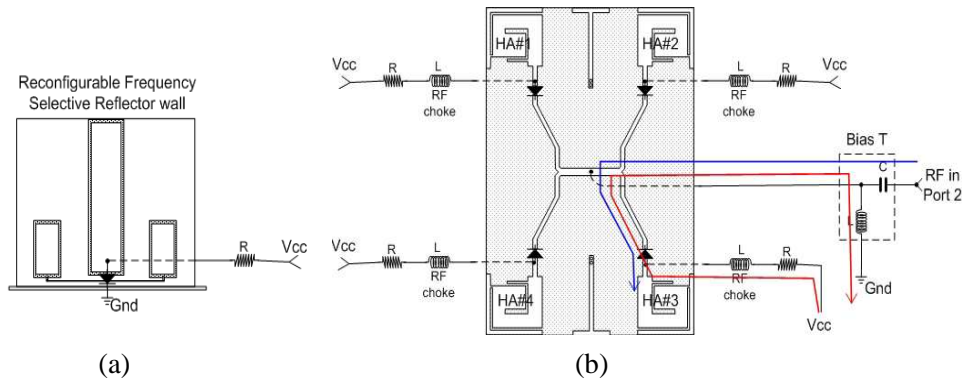 Reconfigurable Frequency
Selective Reflector wall
R
Vcc
Gnd
(a)
HA#1
HA#2
Vcc
R
L
RF
choke
L
R
Vcc
RF
choke
Bias T
C
RF in
Port 2
L
Gnd
Vcc
R
L
RF
choke
L
R
RF
choke
Vcc
HA#4
HA#3
(b)